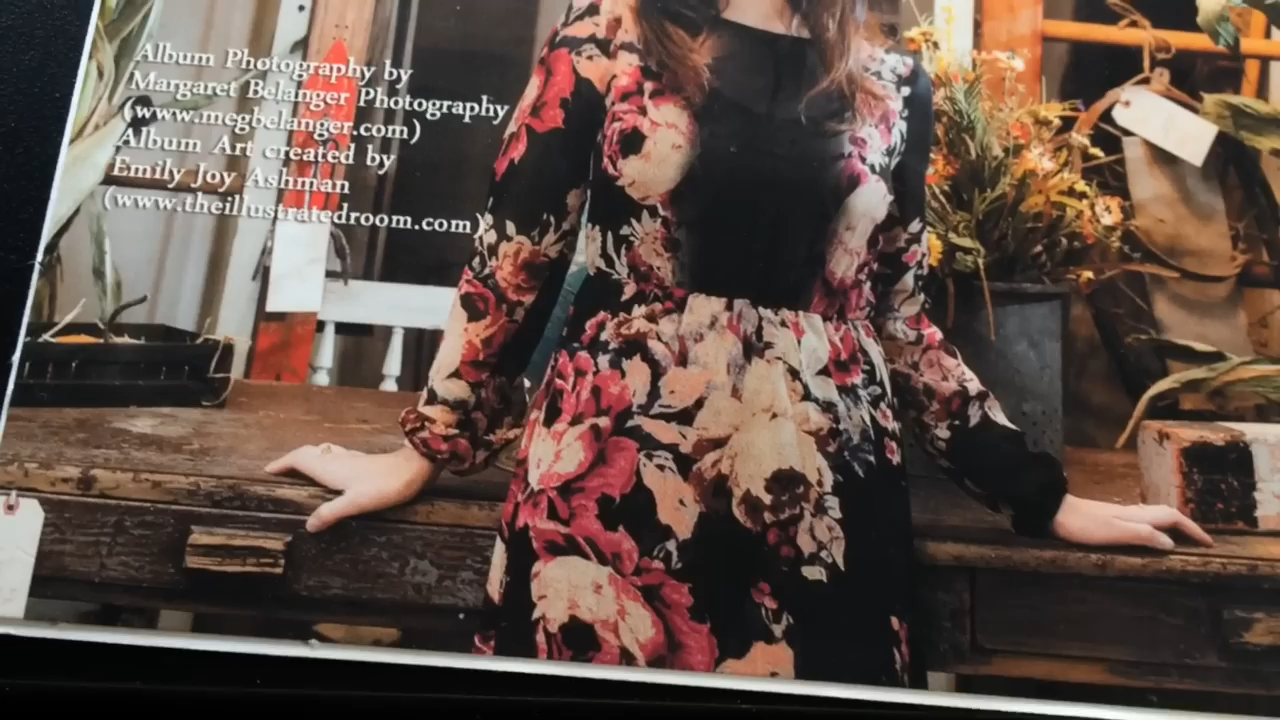 Album Photography by
Margaret Belanger Photography
(www.megbelanger.com)
Album Art created by
Emily Joy Ashman
(www.theillustratedroom.com)